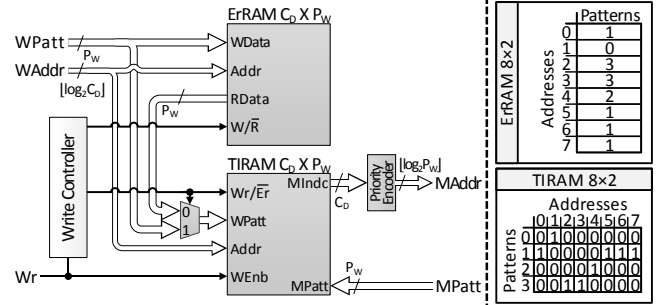 ErRAM C_D X P_W
WPatt
P_W
WData
WAddr
⌊log₂C_D⌋
Addr
RData
P_W
W/R̅
TIRAM C_D X P_W
Write Controller
Wr/E̅r̅
MIndc
C_D
Priority Encoder
⌊log₂P_W⌋
MAddr
0
1
WPatt
Addr
Wr
WEnb
MPatt
P_W
MPatt
ErRAM 8×2
Patterns
Addresses
0 1
1 0
2 3
3 3
4 2
5 1
6 1
7 1
TIRAM 8×2
Addresses
Patterns
0 1 2 3 4 5 6 7
0 0 1 0 0 0 0 0 0
1 1 0 0 0 0 1 1 1
2 0 0 0 0 1 0 0 0
3 0 0 1 1 0 0 0 0